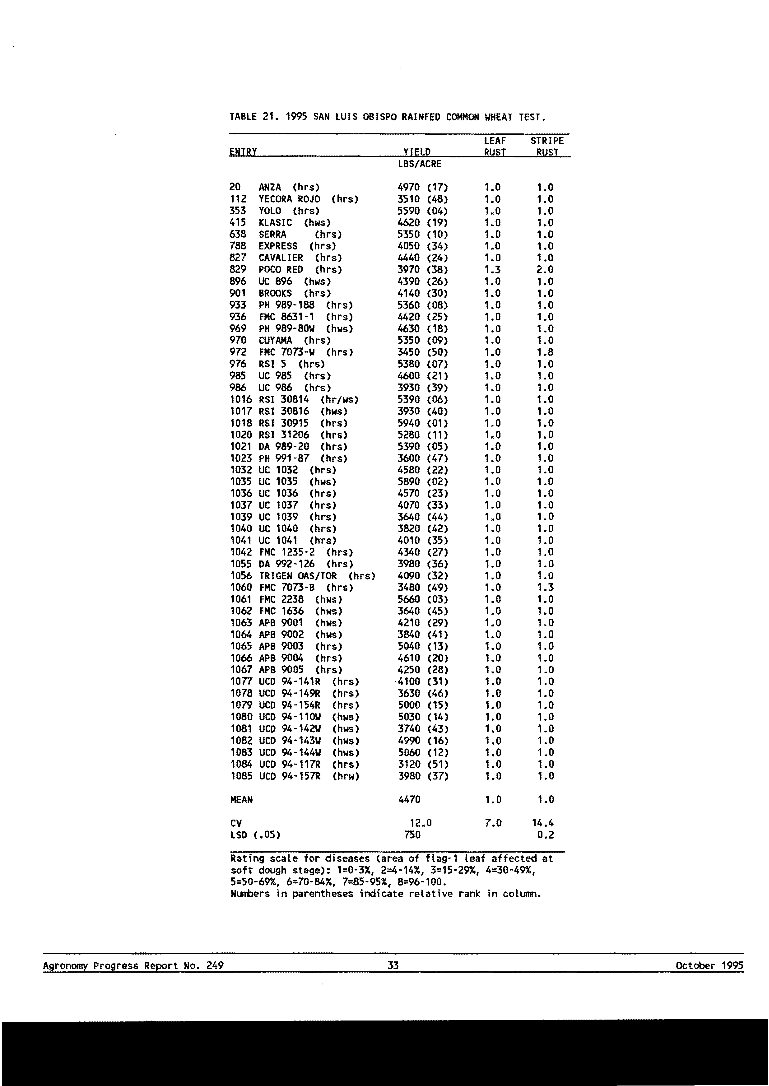 TABLE 21. 1995 SAN LUIS OBISPO RAINFED COMMON WHEAT TEST.
LEAF STRIPE
ENTRY YIELD RUST RUST
LBS/ACRE
20 ANZA (hrs) 4970 (17) 1.0 1.0
112 YECORA ROJO (hrs) 3510 (48) 1.0 1.0
353 YOLO (hrs) 5590 (04) 1.0 1.0
415 KLASIC (hws) 4620 (19) 1.0 1.0
638 SERRA (hrs) 5350 (10) 1.0 1.0
788 EXPRESS (hrs) 4050 (34) 1.0 1.0
827 CAVALIER (hrs) 4440 (24) 1.0 1.0
829 POCO RED (hrs) 3970 (38) 1.3 2.0
896 UC 896 (hws) 4390 (26) 1.0 1.0
901 BROOKS (hrs) 4140 (30) 1.0 1.0
933 PH 989-188 (hrs) 5360 (08) 1.0 1.0
936 FMC 8631-1 (hrs) 4420 (25) 1.0 1.0
969 PH 989-80W (hws) 4630 (18) 1.0 1.0
970 CUYAMA (hrs) 5350 (09) 1.0 1.0
972 FMC 7073-W (hrs) 3450 (50) 1.0 1.8
976 RSI 5 (hrs) 5380 (07) 1.0 1.0
985 UC 985 (hrs) 4600 (21) 1.0 1.0
986 UC 986 (hrs) 3930 (39) 1.0 1.0
1016 RSI 30814 (hr/ws) 5390 (06) 1.0 1.0
1017 RSI 30816 (hws) 3930 (40) 1.0 1.0
1018 RSI 30915 (hrs) 5940 (01) 1.0 1.0
1020 RSI 31206 (hrs) 5280 (11) 1.0 1.0
1021 DA 989-20 (hrs) 5390 (05) 1.0 1.0
1023 PH 991-87 (hrs) 3600 (47) 1.0 1.0
1032 UC 1032 (hrs) 4580 (22) 1.0 1.0
1035 UC 1035 (hws) 5890 (02) 1.0 1.0
1036 UC 1036 (hrs) 4570 (23) 1.0 1.0
1037 UC 1037 (hrs) 4070 (33) 1.0 1.0
1039 UC 1039 (hrs) 3640 (44) 1.0 1.0
1040 UC 1040 (hrs) 3820 (42) 1.0 1.0
1041 UC 1041 (hrs) 4010 (35) 1.0 1.0
1042 FMC 1235-2 (hrs) 4340 (27) 1.0 1.0
1055 DA 992-126 (hrs) 3980 (36) 1.0 1.0
1056 TRIGEN OAS/TOR (hrs) 4090 (32) 1.0 1.0
1060 FMC 7073-B (hrs) 3480 (49) 1.0 1.3
1061 FMC 2238 (hws) 5660 (03) 1.0 1.0
1062 FMC 1636 (hws) 3640 (45) 1.0 1.0
1063 APB 9001 (hws) 4210 (29) 1.0 1.0
1064 APB 9002 (hws) 3840 (41) 1.0 1.0
1065 APB 9003 (hrs) 5040 (13) 1.0 1.0
1066 APB 9004 (hrs) 4610 (20) 1.0 1.0
1067 APB 9005 (hrs) 4250 (28) 1.0 1.0
1077 UCD 94-141R (hrs) 4100 (31) 1.0 1.0
1078 UCD 94-149R (hrs) 3630 (46) 1.0 1.0
1079 UCD 94-154R (hrs) 5000 (15) 1.0 1.0
1080 UCD 94-110W (hws) 5030 (14) 1.0 1.0
1081 UCD 94-142W (hws) 3740 (43) 1.0 1.0
1082 UCD 94-143W (hws) 4990 (16) 1.0 1.0
1083 UCD 94-144W (hws) 5060 (12) 1.0 1.0
1084 UCD 94-117R (hrs) 3120 (51) 1.0 1.0
1085 UCD 94-157R (hrw) 3980 (37) 1.0 1.0
MEAN 4470 1.0 1.0
CV 12.0 7.0 14.4
LSD (.05) 750 0.2
Rating scale for diseases (area of flag-1 leaf affected at
soft dough stage): 1=0-3%, 2=4-14%, 3=15-29%, 4=30-49%,
5=50-69%, 6=70-84%, 7=85-95%, 8=96-100.
Numbers in parentheses indicate relative rank in column.
Agronomy Progress Report No. 249 33 October 1995